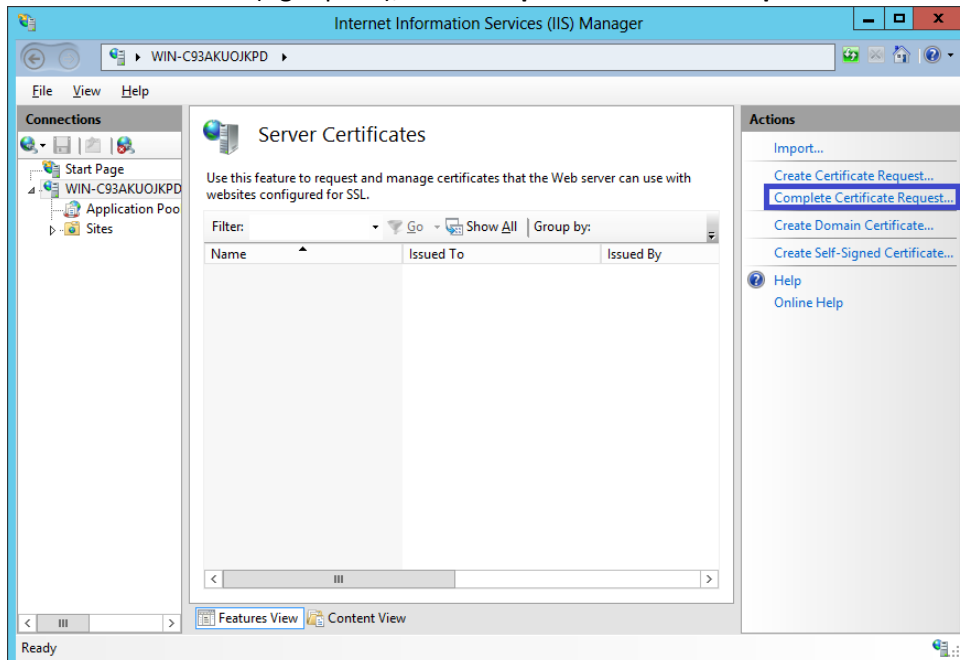 Internet Information Services (IIS) Manager
WIN-C93AKUOJKPD
File View Help
Connections
Start Page
WIN-C93AKUOJKPD
Application Poo
Sites
Server Certificates
Use this feature to request and manage certificates that the Web server can use with
websites configured for SSL.
Filter: Go Show All Group by:
Name Issued To Issued By
Features View Content View
Actions
Import...
Create Certificate Request...
Complete Certificate Request...
Create Domain Certificate...
Create Self-Signed Certificate...
Help
Online Help
Ready